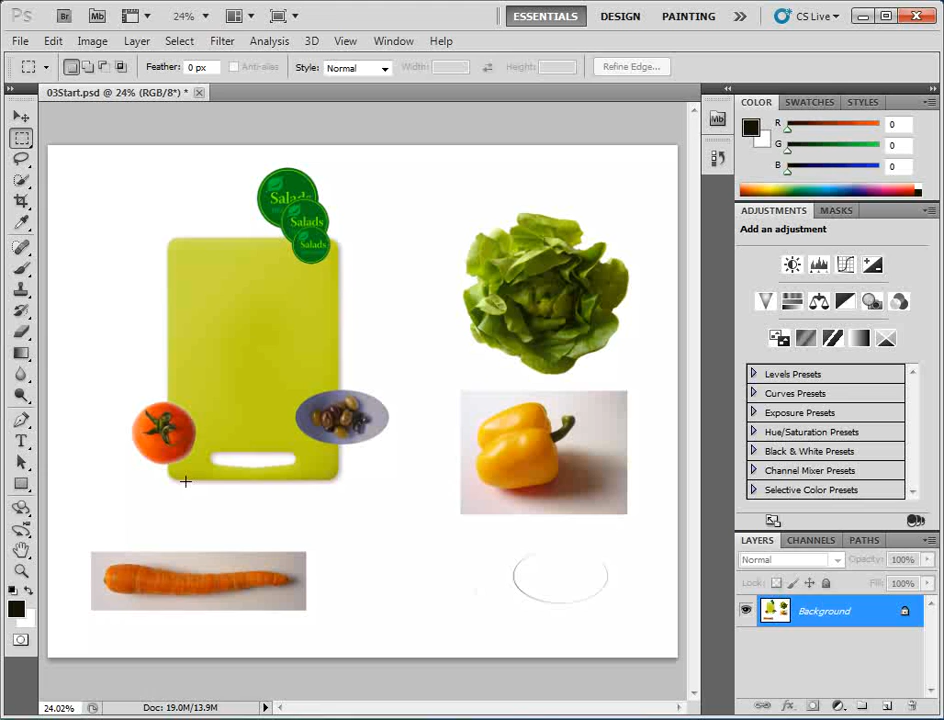 Ps Br Mb 24% ESSENTIALS DESIGN PAINTING CS Live
File Edit Image Layer Select Filter Analysis 3D View Window Help
Feather: 0 px Anti-alias Style: Normal Width: Height: Refine Edge...
03Start.psd @ 24% (RGB/8*) *
COLOR SWATCHES STYLES
Mb
R 0
G 0
B 0
ADJUSTMENTS MASKS
Add an adjustment
Levels Presets
Curves Presets
Exposure Presets
Hue/Saturation Presets
Black & White Presets
Channel Mixer Presets
Selective Color Presets
LAYERS CHANNELS PATHS
Normal Opacity: 100%
Lock: Fill: 100%
Background
Salads
Salads
Salads
T
24.02% Doc: 19.0M/13.9M